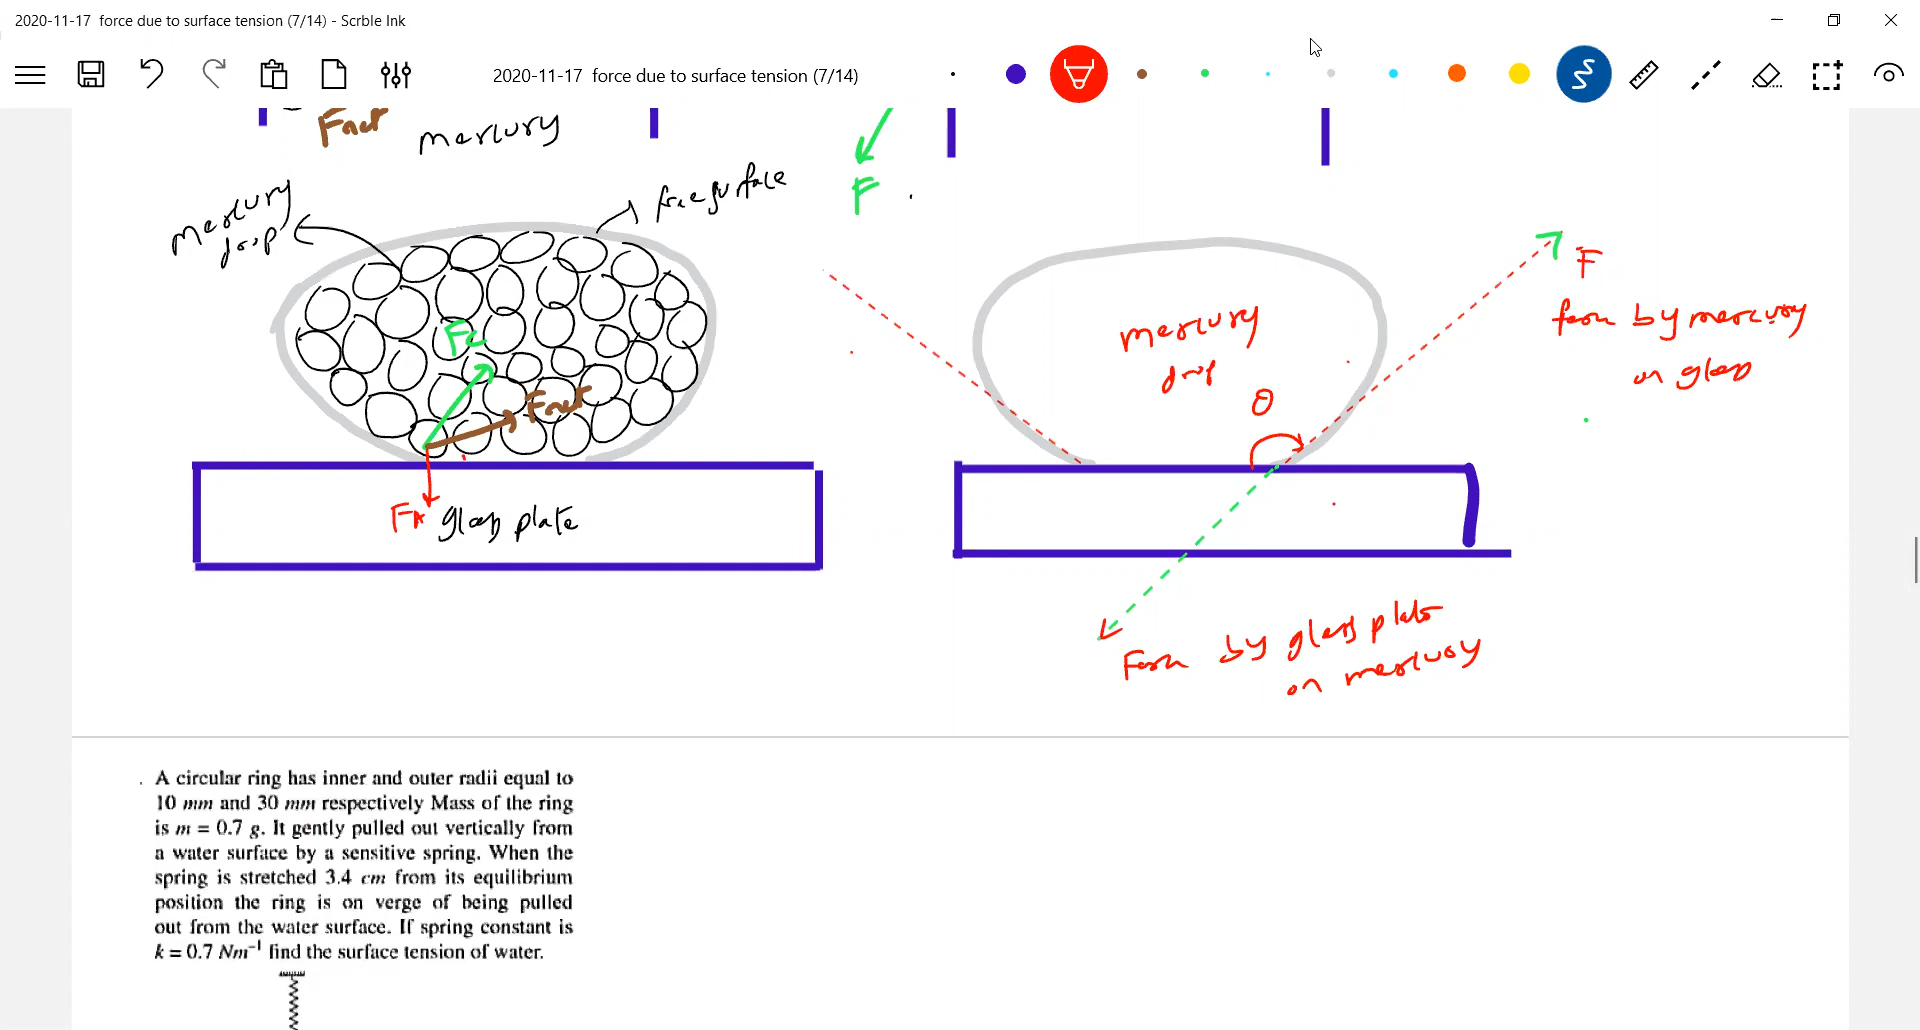 2020-11-17 force due to surface tension (7/14) - Scrble Ink
2020-11-17 force due to surface tension (7/14)
Fnet
mercury
F
mercury
drop
free surface
Fc
Fnet
FA
glass plate
mercury
drop
θ
F
force by mercury
on glass
Force by glass plate
on mercury
. A circular ring has inner and outer radii equal to
10 mm and 30 mm respectively Mass of the ring
is m = 0.7 g. It gently pulled out vertically from
a water surface by a sensitive spring. When the
spring is stretched 3.4 cm from its equilibrium
position the ring is on verge of being pulled
out from the water surface. If spring constant is
k = 0.7 Nm⁻¹ find the surface tension of water.